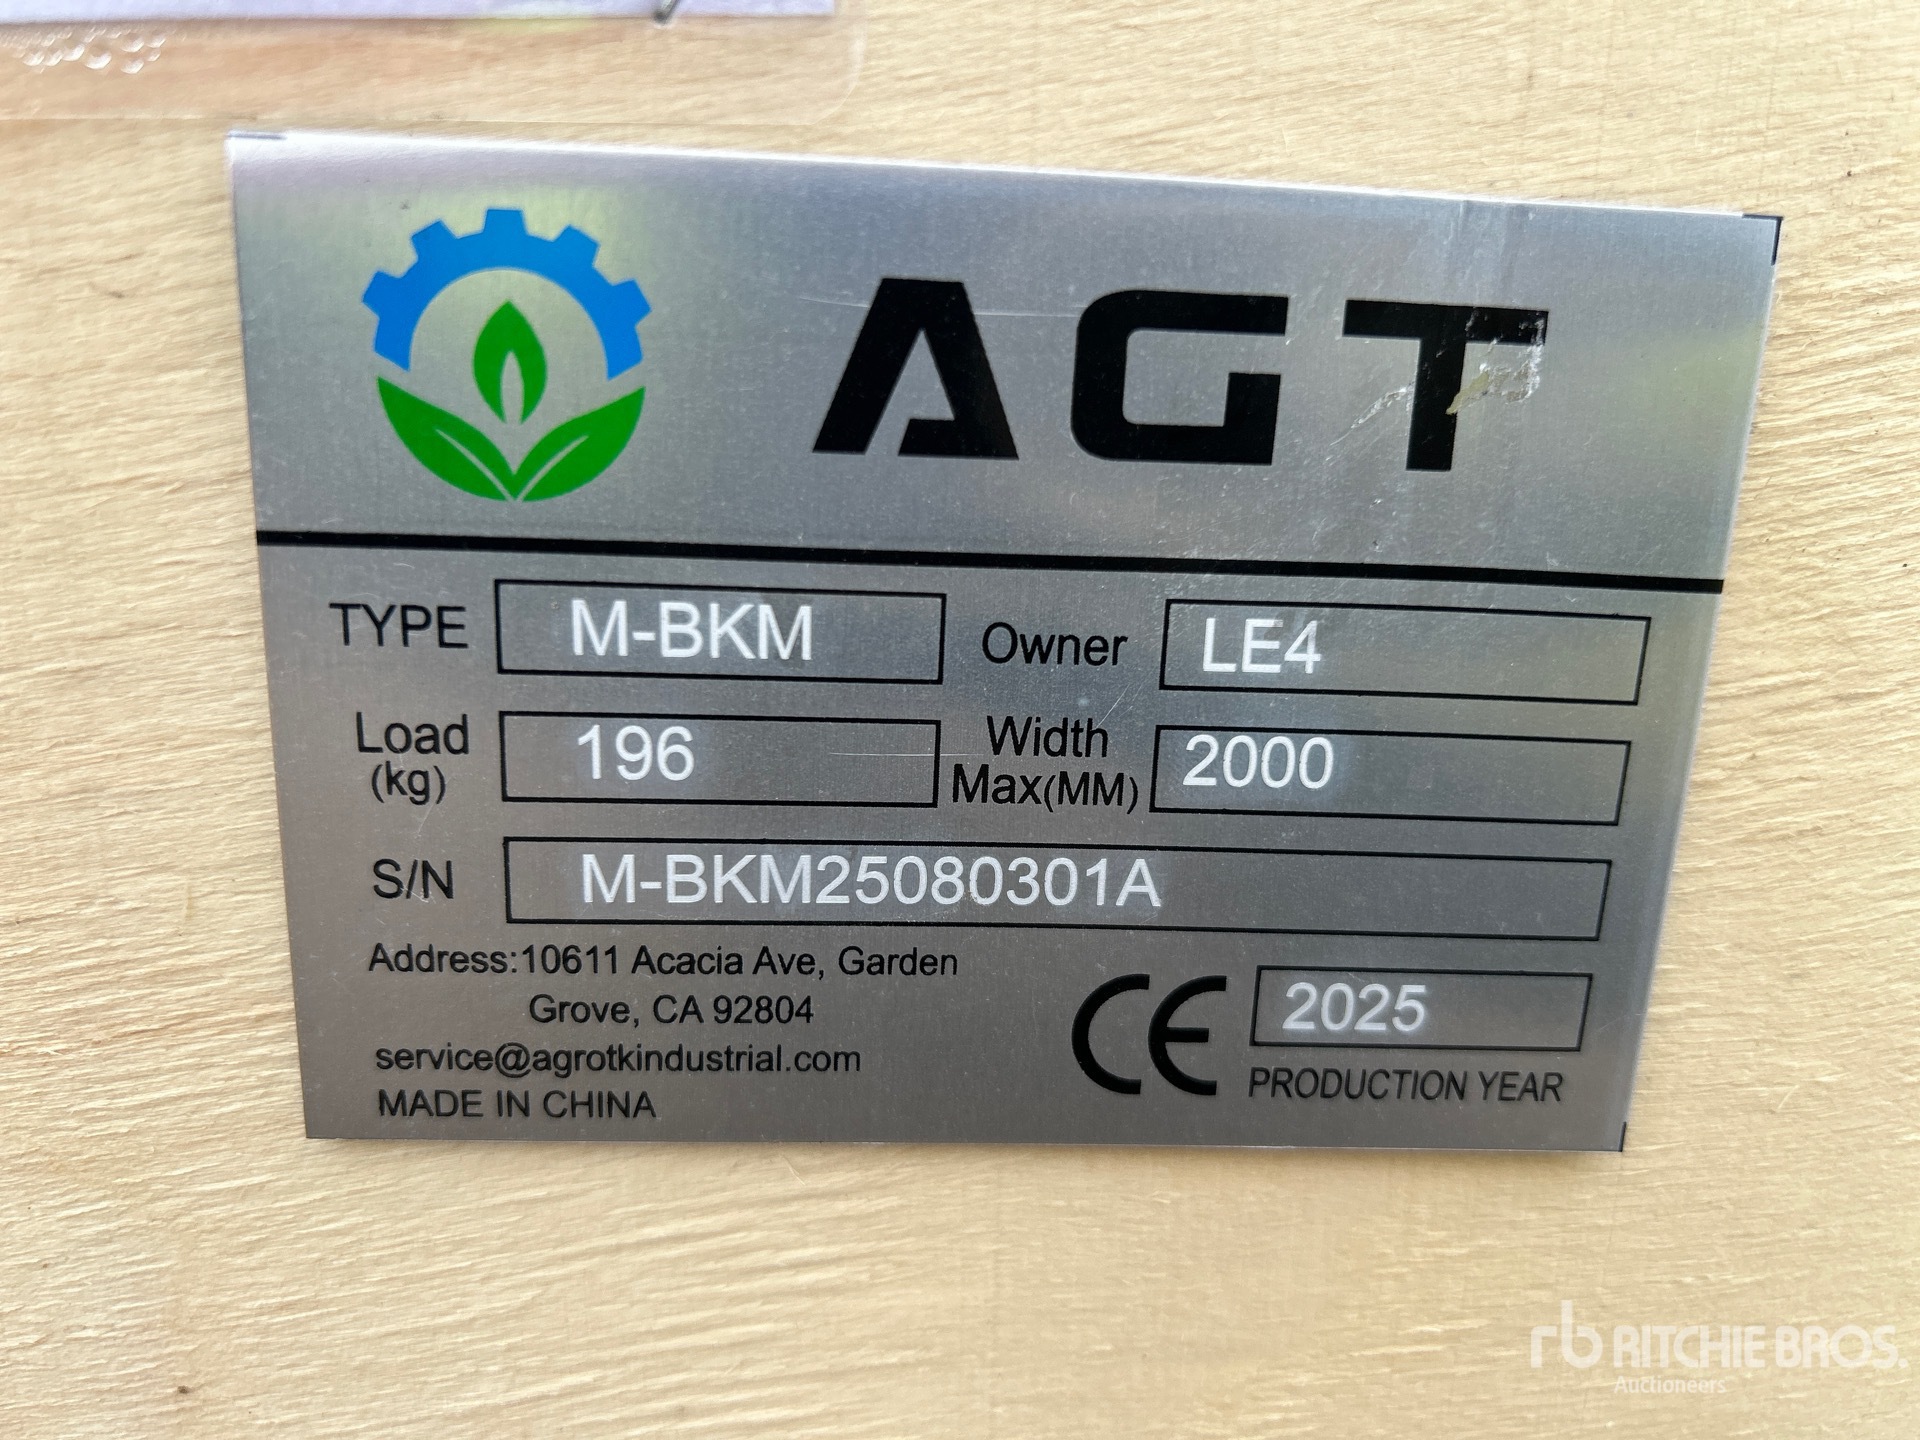 AGT
TYPE M-BKM Owner LE4
Load (kg) 196 Width Max(MM) 2000
S/N M-BKM25080301A
Address:10611 Acacia Ave, Garden
Grove, CA 92804
service@agrotkindustrial.com
MADE IN CHINA
CE 2025
PRODUCTION YEAR
rb RITCHIE BROS.
Auctioneers